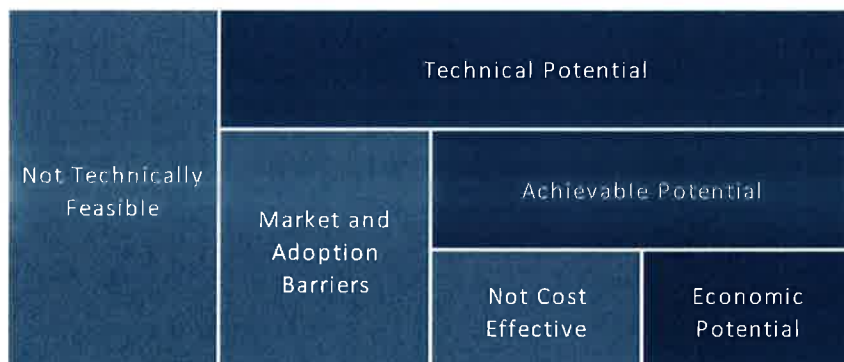 Technical Potential
Not Technically
Feasible
Achievable Potential
Market and
Adoption
Barriers
Not Cost
Effective
Economic
Potential